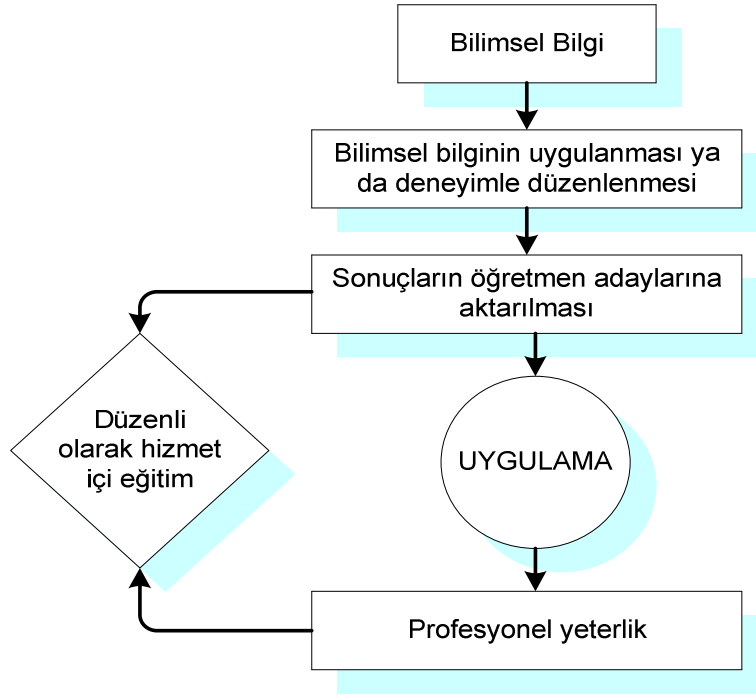 Bilimsel Bilgi
Bilimsel bilginin uygulanması ya
da deneyimle düzenlenmesi
Sonuçların öğretmen adaylarına
aktarılması
Düzenli
olarak hizmet
içi eğitim
UYGULAMA
Profesyonel yeterlik